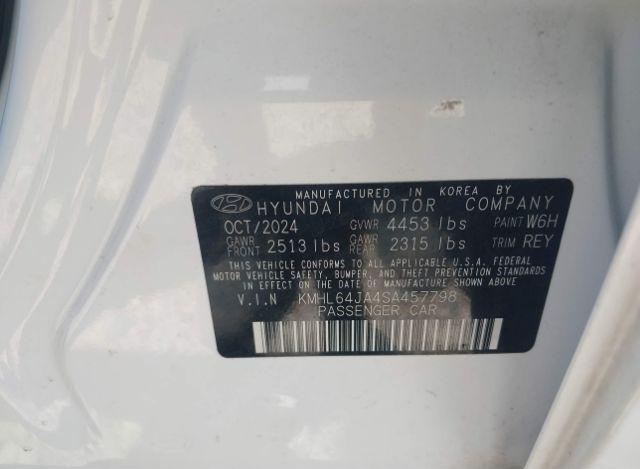 MANUFACTURED IN KOREA BY
HYUNDAI MOTOR COMPANY
OCT/2024 GVWR 4453 lbs PAINT W6H
GAWR FRONT 2513 lbs GAWR REAR 2315 lbs TRIM REY
THIS VEHICLE CONFORMS TO ALL APPLICABLE U.S.A. FEDERAL
MOTOR VEHICLE SAFETY, BUMPER, AND THEFT PREVENTION STANDARDS
IN EFFECT ON THE DATE OF MANUFACTURE SHOWN ABOVE
V.I.N KMHL64JA4SA457798
PASSENGER CAR